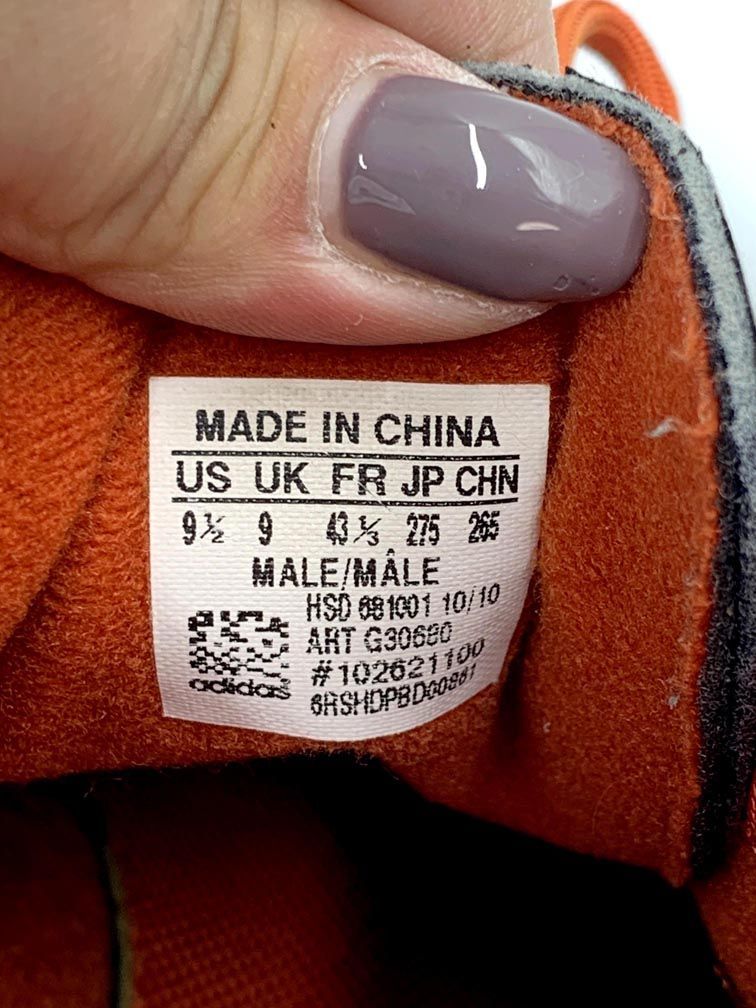 MADE IN CHINA
US UK FR JP CHN
9½ 9 43⅓ 275 265
MALE/MÂLE
HSD 681001 10/10
ART G30680
#102621100
adidas